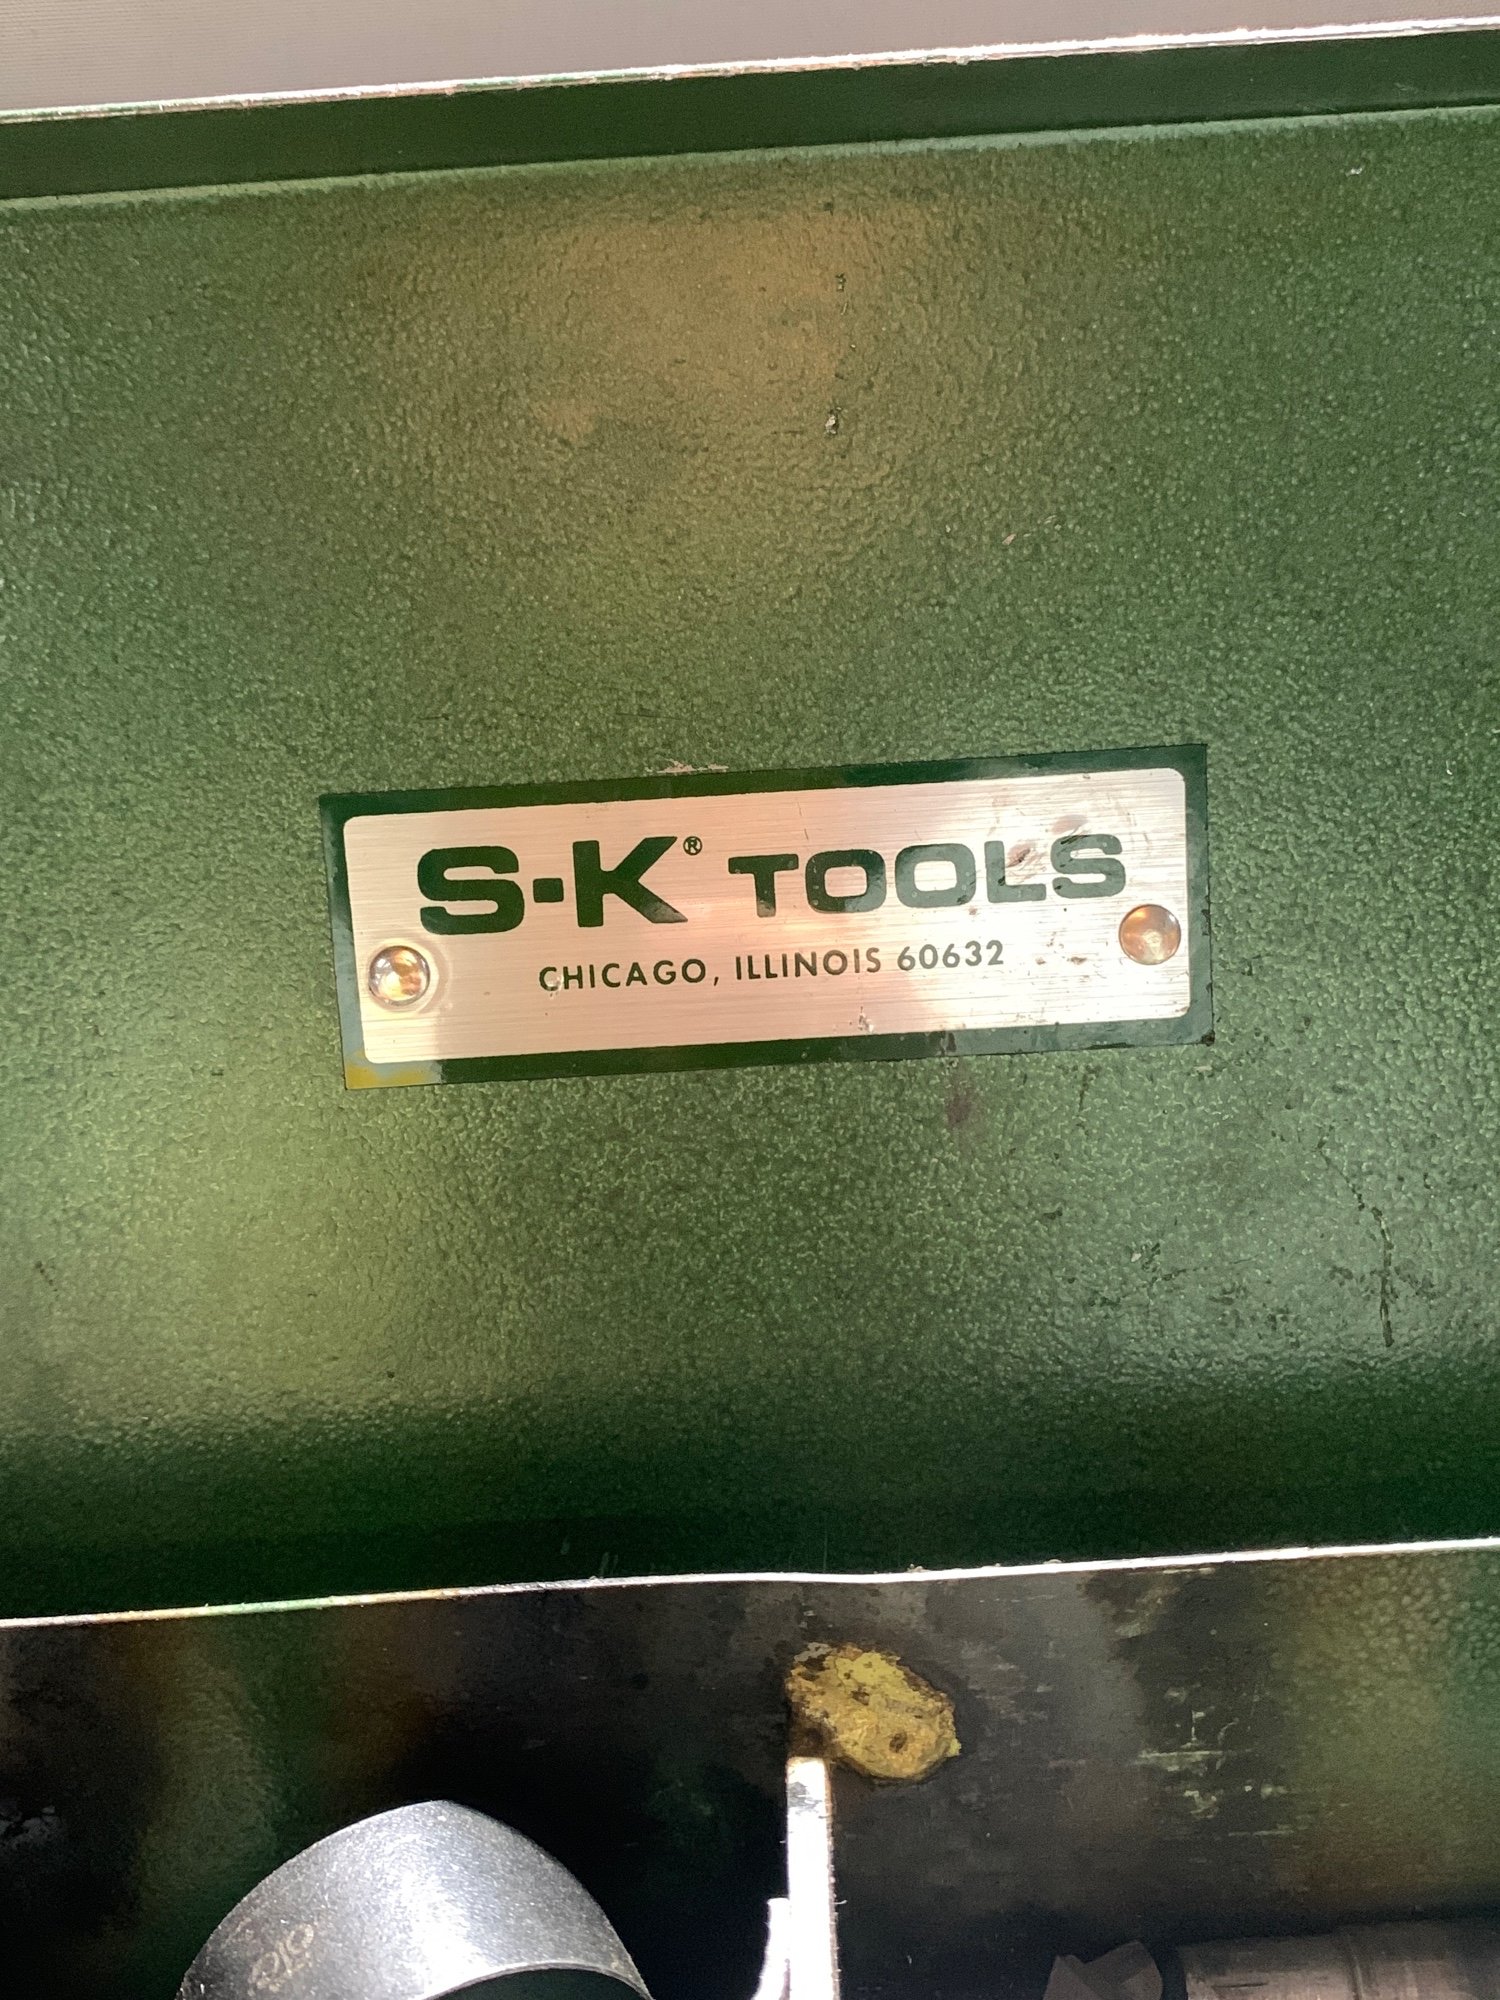 S-K® TOOLS
CHICAGO, ILLINOIS 60632